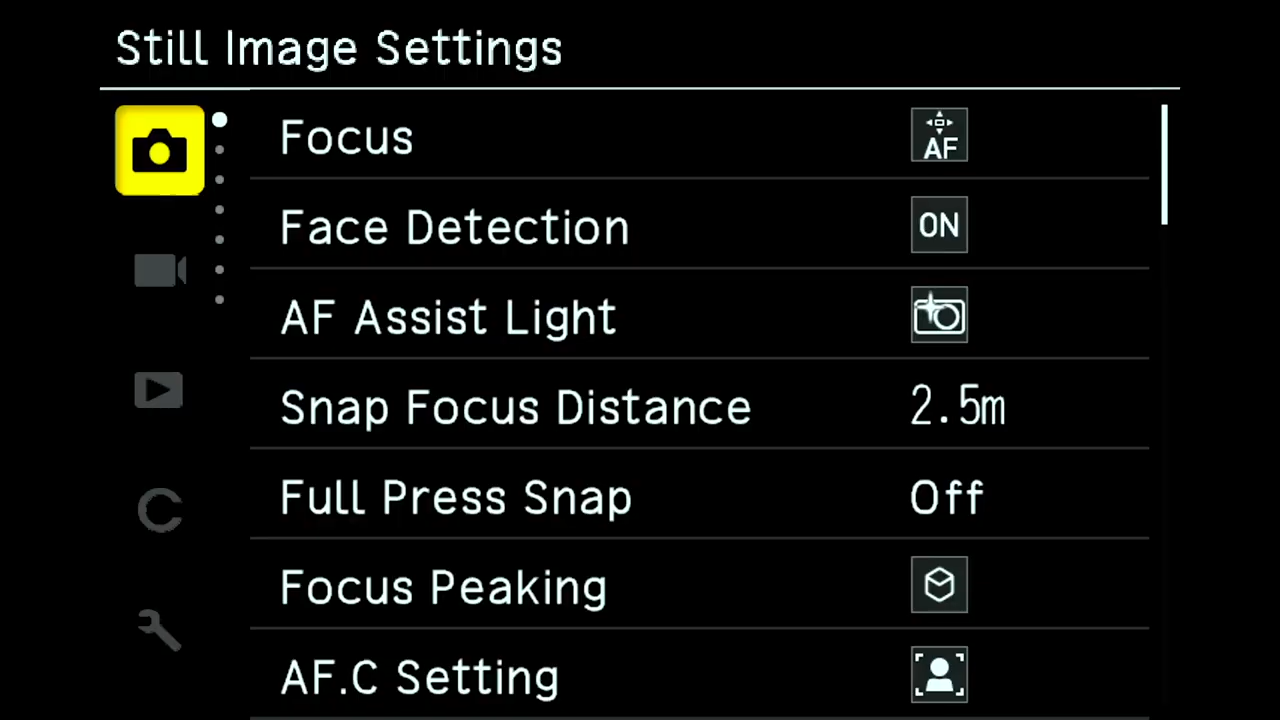 Still Image Settings
Focus AF
Face Detection ON
AF Assist Light
Snap Focus Distance 2.5m
Full Press Snap Off
Focus Peaking
AF.C Setting